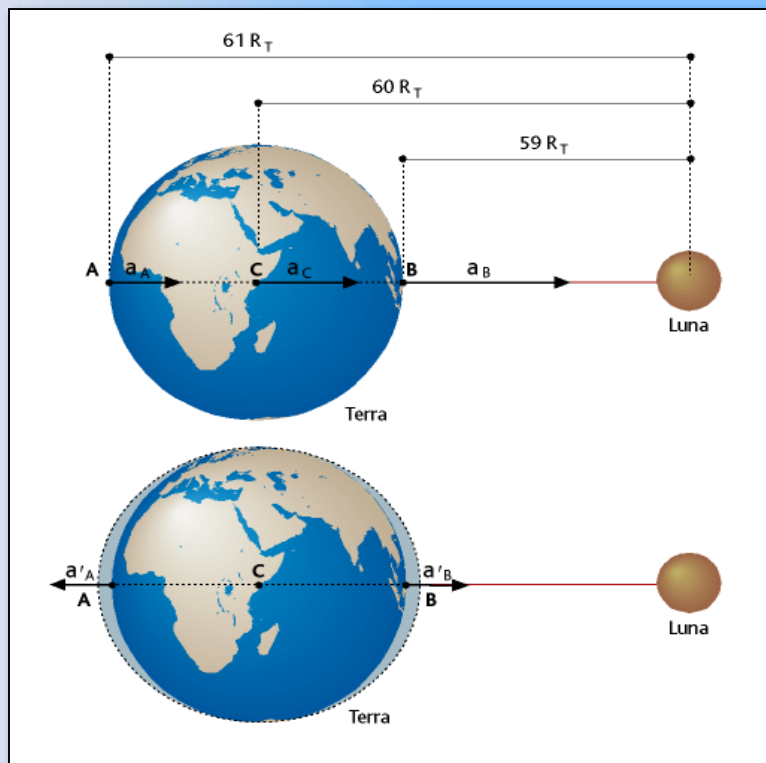 61 R_T
60 R_T
59 R_T
A a_A C a_C B a_B
Luna
Terra
a'_A C a'_B
A B
Luna
Terra